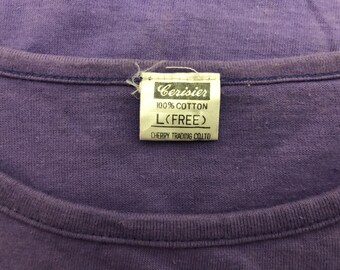 Cerisier
100% COTTON
L(FREE)
CHERRY TRADING CO.LTD